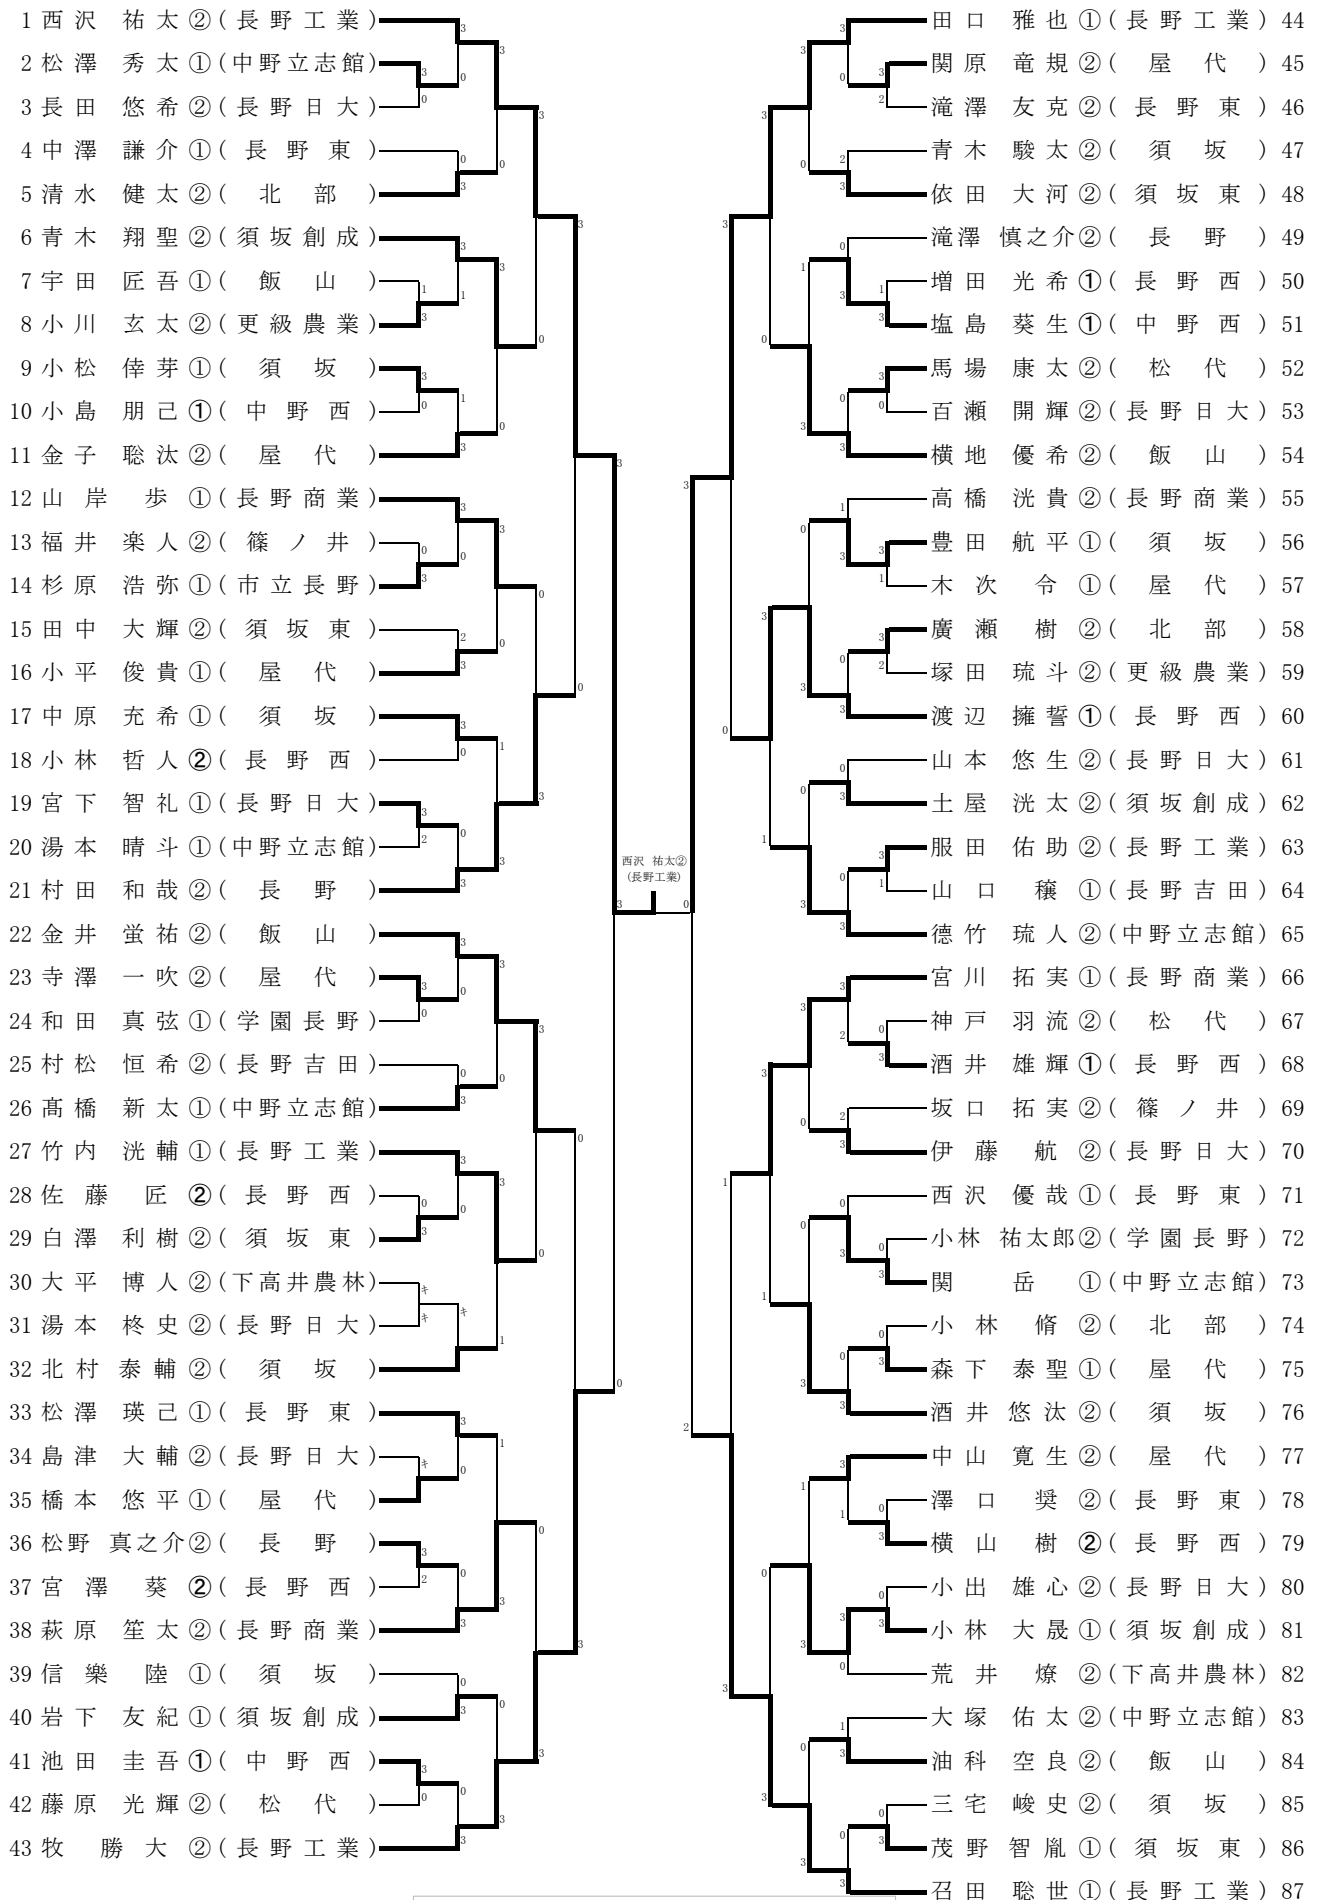 1 西沢 祐太 ②(長野工業)
2 松澤 秀太 ①(中野立志館)
3 長田 悠希 ②(長野日大)
4 中澤 謙介 ①(長野東)
5 清水 健太 ②(北部)
6 青木 翔聖 ②(須坂創成)
7 宇田 匠吾 ①(飯山)
8 小川 玄太 ②(更級農業)
9 小松 倖芽 ①(須坂)
10 小島 朋己 ①(中野西)
11 金子 聡汰 ②(屋代)
12 山岸 歩 ①(長野商業)
13 福井 楽人 ②(篠ノ井)
14 杉原 浩弥 ①(市立長野)
15 田中 大輝 ②(須坂東)
16 小平 俊貴 ①(屋代)
17 中原 充希 ①(須坂)
18 小林 哲人 ②(長野西)
19 宮下 智礼 ①(長野日大)
20 湯本 晴斗 ①(中野立志館)
21 村田 和哉 ②(長野)
22 金井 蛍祐 ②(飯山)
23 寺澤 一吹 ②(屋代)
24 和田 真弦 ①(学園長野)
25 村松 恒希 ②(長野吉田)
26 髙橋 新太 ①(中野立志館)
27 竹内 洸輔 ①(長野工業)
28 佐藤 匠 ②(長野西)
29 白澤 利樹 ②(須坂東)
30 大平 博人 ②(下高井農林)
31 湯本 柊史 ②(長野日大)
32 北村 泰輔 ②(須坂)
33 松澤 瑛己 ①(長野東)
34 島津 大輔 ②(長野日大)
35 橋本 悠平 ①(屋代)
36 松野 真之介 ②(長野)
37 宮澤 葵 ②(長野西)
38 萩原 笙太 ②(長野商業)
39 信樂 陸 ①(須坂)
40 岩下 友紀 ①(須坂創成)
41 池田 圭吾 ①(中野西)
42 藤原 光輝 ②(松代)
43 牧 勝大 ②(長野工業)
西沢 祐太②
(長野工業)
田口 雅也 ①(長野工業) 44
関原 竜規 ②(屋代) 45
滝澤 友克 ②(長野東) 46
青木 駿太 ②(須坂) 47
依田 大河 ②(須坂東) 48
滝澤 慎之介 ②(長野) 49
増田 光希 ①(長野西) 50
塩島 葵生 ①(中野西) 51
馬場 康太 ②(松代) 52
百瀬 開輝 ②(長野日大) 53
横地 優希 ②(飯山) 54
高橋 洸貴 ②(長野商業) 55
豊田 航平 ①(須坂) 56
木次 令 ①(屋代) 57
廣瀬 樹 ②(北部) 58
塚田 琉斗 ②(更級農業) 59
渡辺 擁誓 ①(長野西) 60
山本 悠生 ②(長野日大) 61
土屋 洸太 ②(須坂創成) 62
服田 佑助 ②(長野工業) 63
山口 穣 ①(長野吉田) 64
德竹 琉人 ②(中野立志館) 65
宮川 拓実 ①(長野商業) 66
神戸 羽流 ②(松代) 67
酒井 雄輝 ①(長野西) 68
坂口 拓実 ②(篠ノ井) 69
伊藤 航 ②(長野日大) 70
西沢 優哉 ①(長野東) 71
小林 祐太郎 ②(学園長野) 72
関 岳 ①(中野立志館) 73
小林 脩 ②(北部) 74
森下 泰聖 ①(屋代) 75
酒井 悠汰 ②(須坂) 76
中山 寛生 ②(屋代) 77
澤口 奨 ②(長野東) 78
横山 樹 ②(長野西) 79
小出 雄心 ②(長野日大) 80
小林 大晟 ①(須坂創成) 81
荒井 燎 ②(下高井農林) 82
大塚 佑太 ②(中野立志館) 83
油科 空良 ②(飯山) 84
三宅 峻史 ②(須坂) 85
茂野 智胤 ①(須坂東) 86
召田 聡世 ①(長野工業) 87